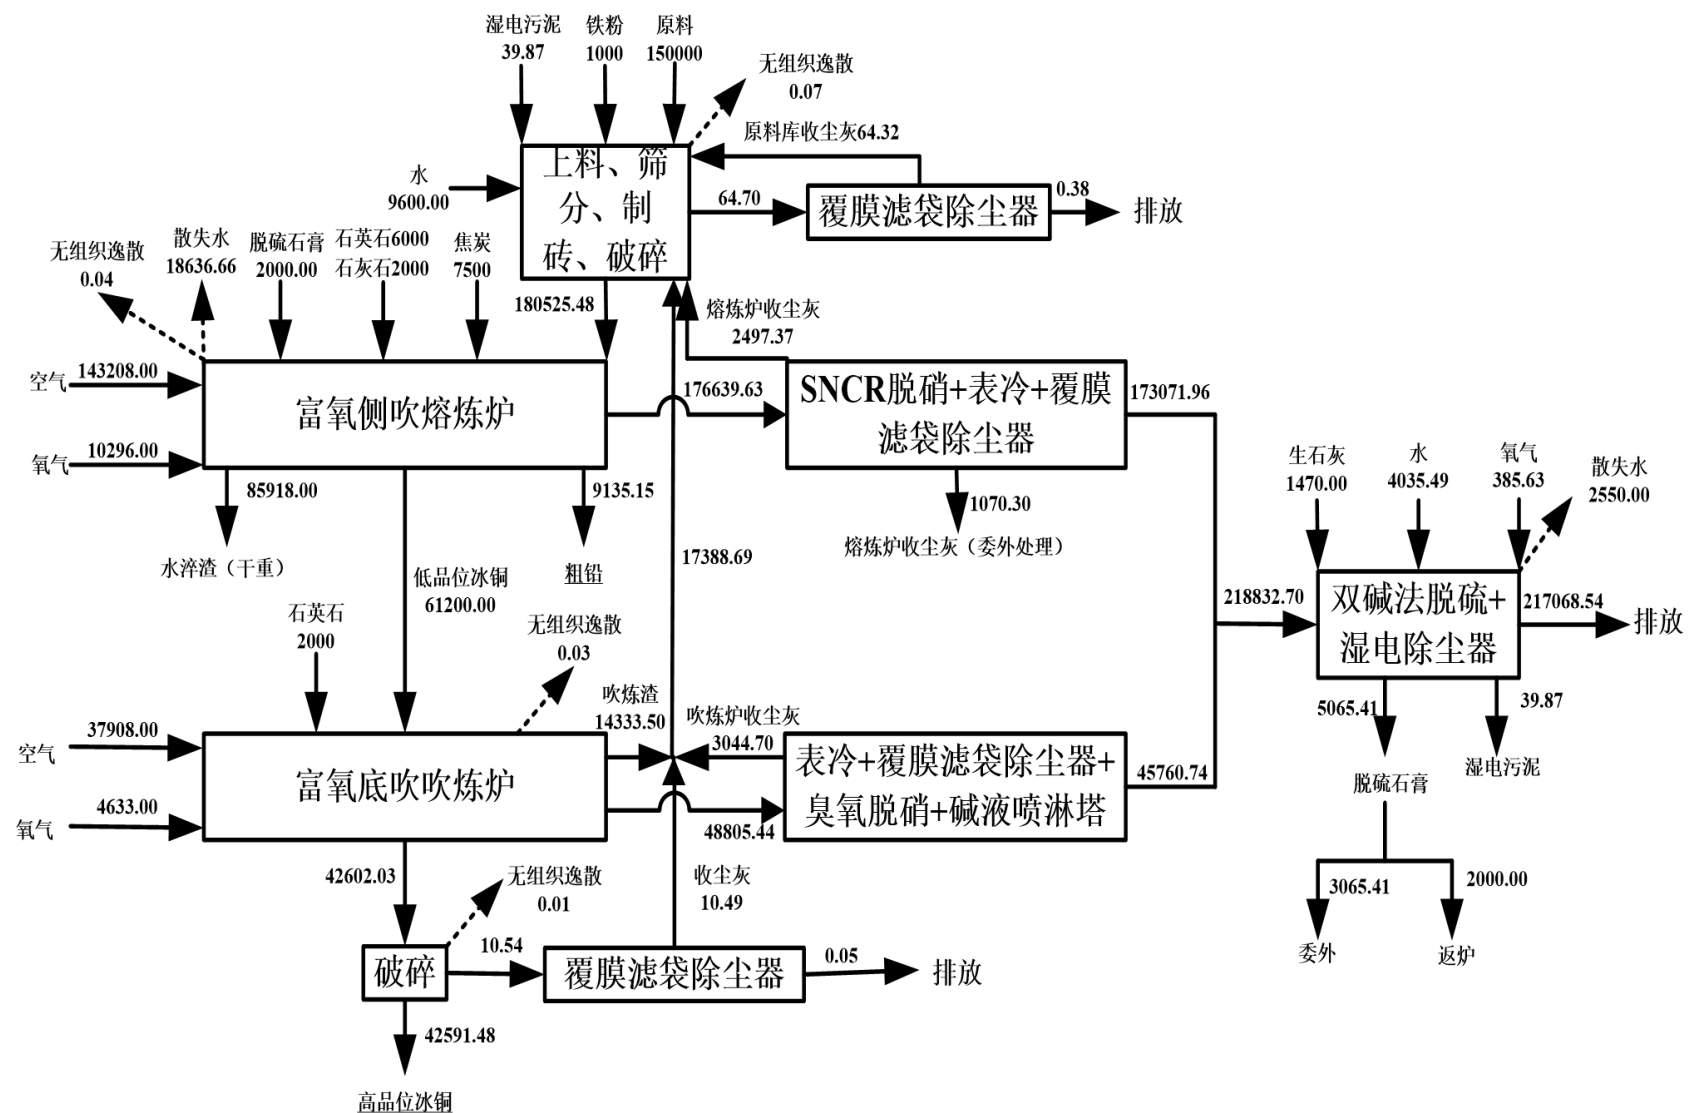 湿电污泥
39.87
铁粉
1000
原料
150000
无组织逸散
0.07
原料库收尘灰64.32
上料、筛
分、制
砖、破碎
水
9600.00
64.70
覆膜滤袋除尘器
0.38
排放
无组织逸散
0.04
散失水
18636.66
脱硫石膏
2000.00
石英石6000
石灰石2000
焦炭
7500
180525.48
熔炼炉收尘灰
2497.37
空气
143208.00
氧气
10296.00
富氧侧吹熔炼炉
176639.63
SNCR脱硝+表冷+覆膜
滤袋除尘器
173071.96
85918.00
水淬渣（干重）
9135.15
粗铅
1070.30
熔炼炉收尘灰（委外处理）
17388.69
低品位冰铜
61200.00
生石灰
1470.00
水
4035.49
氧气
385.63
散失水
2550.00
218832.70
双碱法脱硫+
湿电除尘器
217068.54
排放
石英石
2000
无组织逸散
0.03
吹炼渣
14333.50
吹炼炉收尘灰
3044.70
空气
37908.00
氧气
4633.00
富氧底吹吹炼炉
48805.44
表冷+覆膜滤袋除尘器+
臭氧脱硝+碱液喷淋塔
45760.74
5065.41
脱硫石膏
39.87
湿电污泥
3065.41
委外
2000.00
返炉
42602.03
无组织逸散
0.01
收尘灰
10.49
破碎
10.54
覆膜滤袋除尘器
0.05
排放
42591.48
高品位冰铜